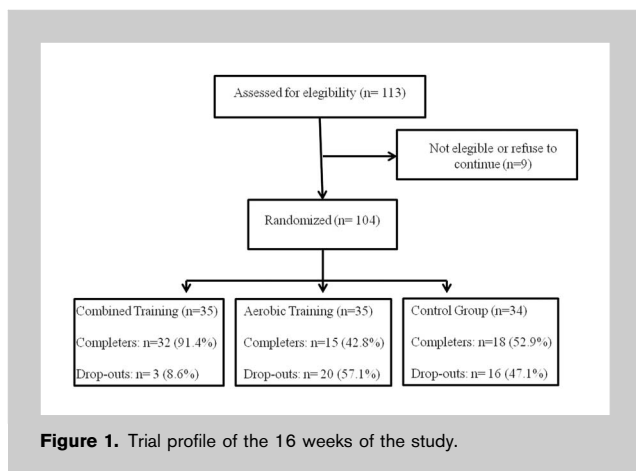 Assessed for elegibility (n= 113)
Not elegible or refuse to
continue (n=9)
Randomized (n= 104)
Combined Training (n=35)
Completers: n=32 (91.4%)
Drop-outs: n= 3 (8.6%)
Aerobic Training (n=35)
Completers: n=15 (42.8%)
Drop-outs: n= 20 (57.1%)
Control Group (n=34)
Completers: n=18 (52.9%)
Drop-outs: n= 16 (47.1%)
Figure 1. Trial profile of the 16 weeks of the study.